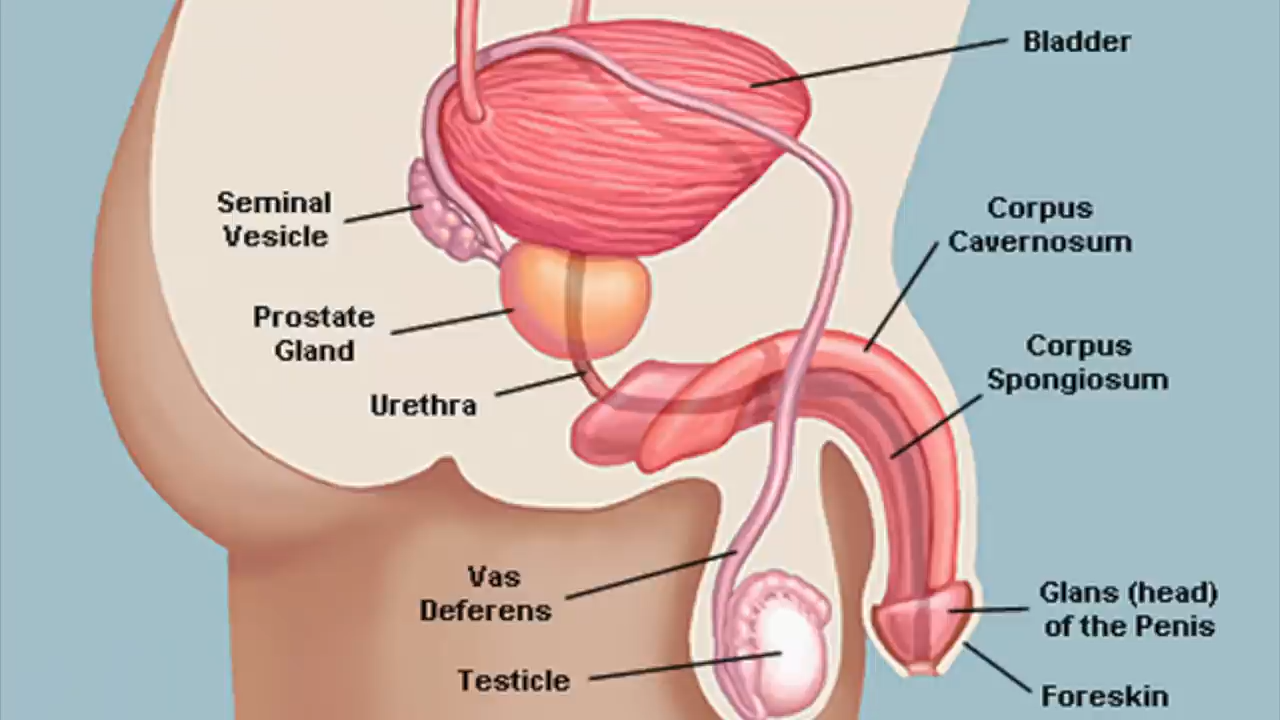 Bladder
Seminal
Vesicle
Corpus
Cavernosum
Prostate
Gland
Corpus
Spongiosum
Urethra
Vas
Deferens
Glans (head)
of the Penis
Testicle
Foreskin